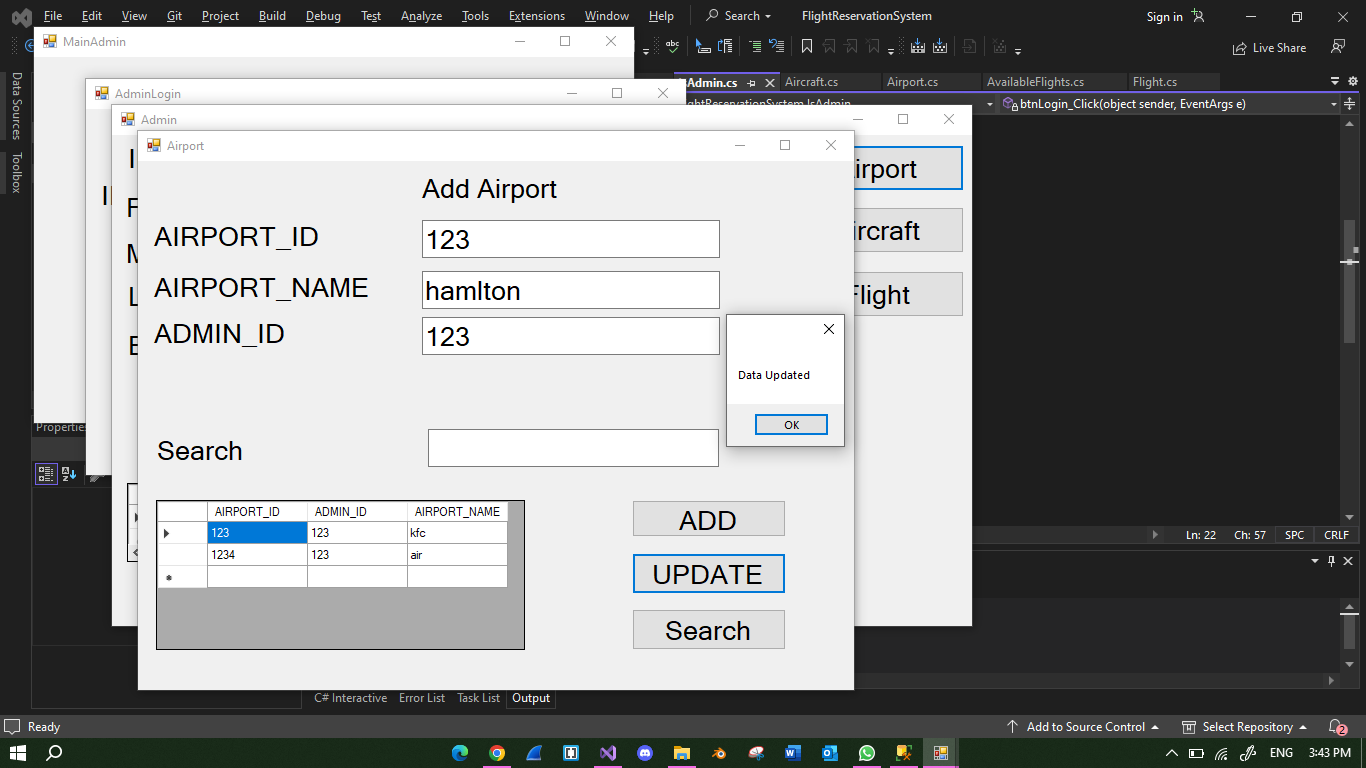 File Edit View Git Project Build Debug Test Analyze Tools Extensions Window Help Search FlightReservationSystem Sign in
MainAdmin
Live Share
Data Sources
Toolbox
Admin.cs Aircraft.cs Airport.cs AvailableFlights.cs Flight.cs
AdminLogin
btnLogin_Click(object sender, EventArgs e)
Admin
Airport
irport
Add Airport
AIRPORT_ID 123
ircraft
AIRPORT_NAME hamlton
Flight
ADMIN_ID 123
Data Updated
OK
Search
Properties
AIRPORT_ID ADMIN_ID AIRPORT_NAME
123 123 kfc
1234 123 air
ADD
UPDATE
Search
Ln: 22 Ch: 57 SPC CRLF
C# Interactive Error List Task List Output
Ready Add to Source Control Select Repository 2
ENG 3:43 PM